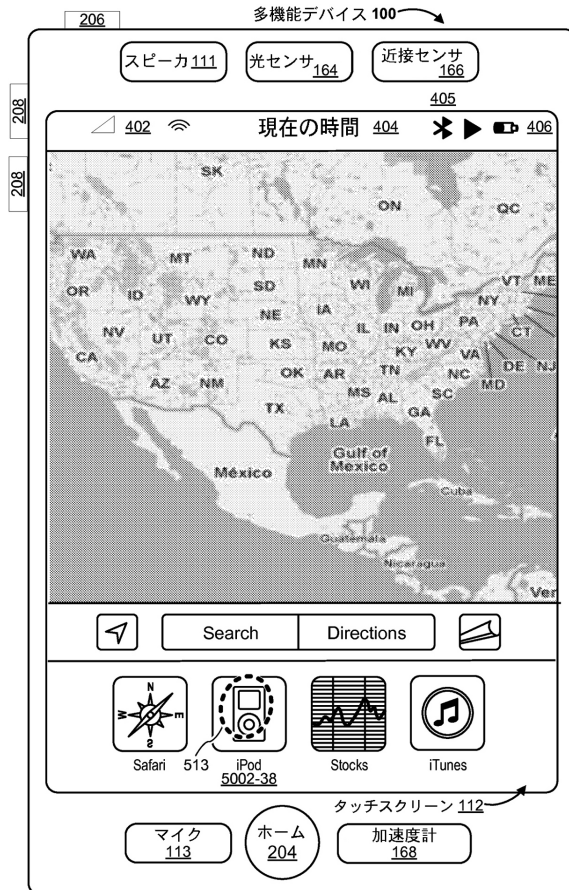 多機能デバイス 100
206
スピーカ 111
光センサ 164
近接センサ 166
208
208
402
現在の時間 404
405
406
SK
ON
QC
WA
MT
ND
MN
OR
ID
WY
SD
WI
MI
VT
ME
NY
NE
IA
NV
UT
CO
IL
IN
OH
PA
CT
CA
KS
MO
KY
WV
VA
DE
NJ
AZ
NM
OK
AR
TN
NC
MD
TX
MS
AL
SC
LA
GA
FL
Gulf of
Mexico
México
Cuba
Guatemala
Nicaragua
Ver
Search
Directions
N
W
E
S
Safari
513
iPod
5002-38
Stocks
iTunes
タッチスクリーン 112
マイク
113
ホーム
204
加速度計
168